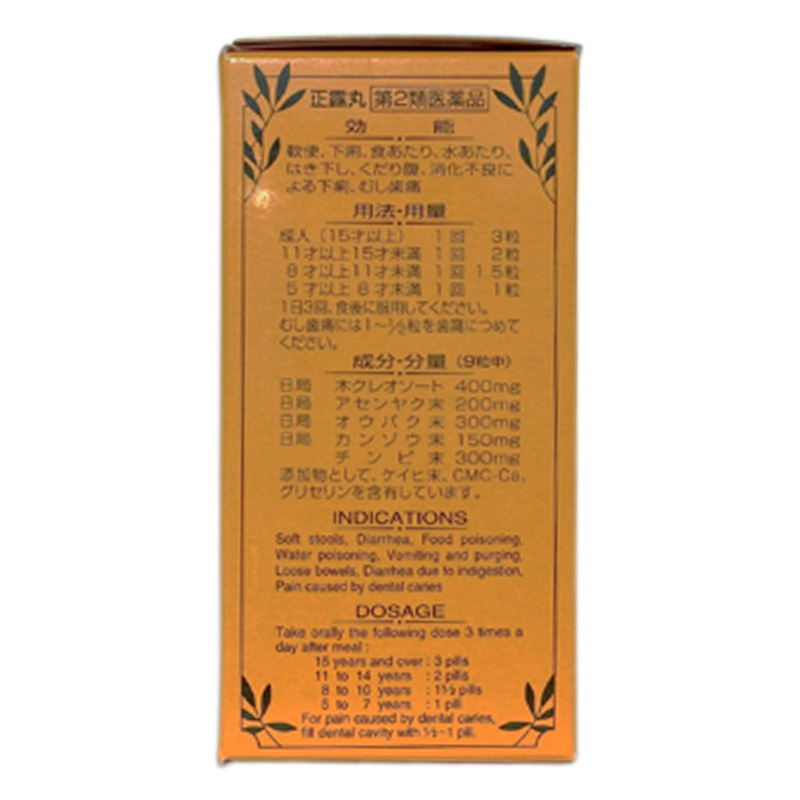 正露丸 第2類医薬品
効 能
軟便、下痢、食あたり、水あたり、
はき下し、くだり腹、消化不良に
よる下痢、むし歯痛
用法・用量
成人（15才以上） 1回 3粒
11才以上15才未満 1回 2粒
8才以上11才未満 1回 1.5粒
5才以上8才未満 1回 1粒
1日3回、食後に服用してください。
むし歯痛には1～½粒を歯窩につめて
ください。
成分・分量（9粒中）
日局 木クレオソート 400mg
日局 アセンヤク末 200mg
日局 オウバク末 300mg
日局 カンゾウ末 150mg
チンピ末 300mg
添加物として、ケイヒ末、CMC-Ca、
グリセリンを含有しています。
INDICATIONS
Soft stools, Diarrhea, Food poisoning,
Water poisoning, Vomiting and purging,
Loose bowels, Diarrhea due to indigestion,
Pain caused by dental caries
DOSAGE
Take orally the following dose 3 times a
day after meal :
15 years and over : 3 pills
11 to 14 years : 2 pills
8 to 10 years : 1½ pills
5 to 7 years : 1 pill
For pain caused by dental caries,
fill dental cavity with ½~1 pill.